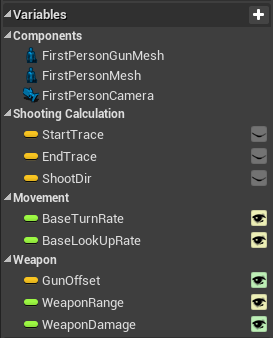 Variables
Components
FirstPersonGunMesh
FirstPersonMesh
FirstPersonCamera
Shooting Calculation
StartTrace
EndTrace
ShootDir
Movement
BaseTurnRate
BaseLookUpRate
Weapon
GunOffset
WeaponRange
WeaponDamage